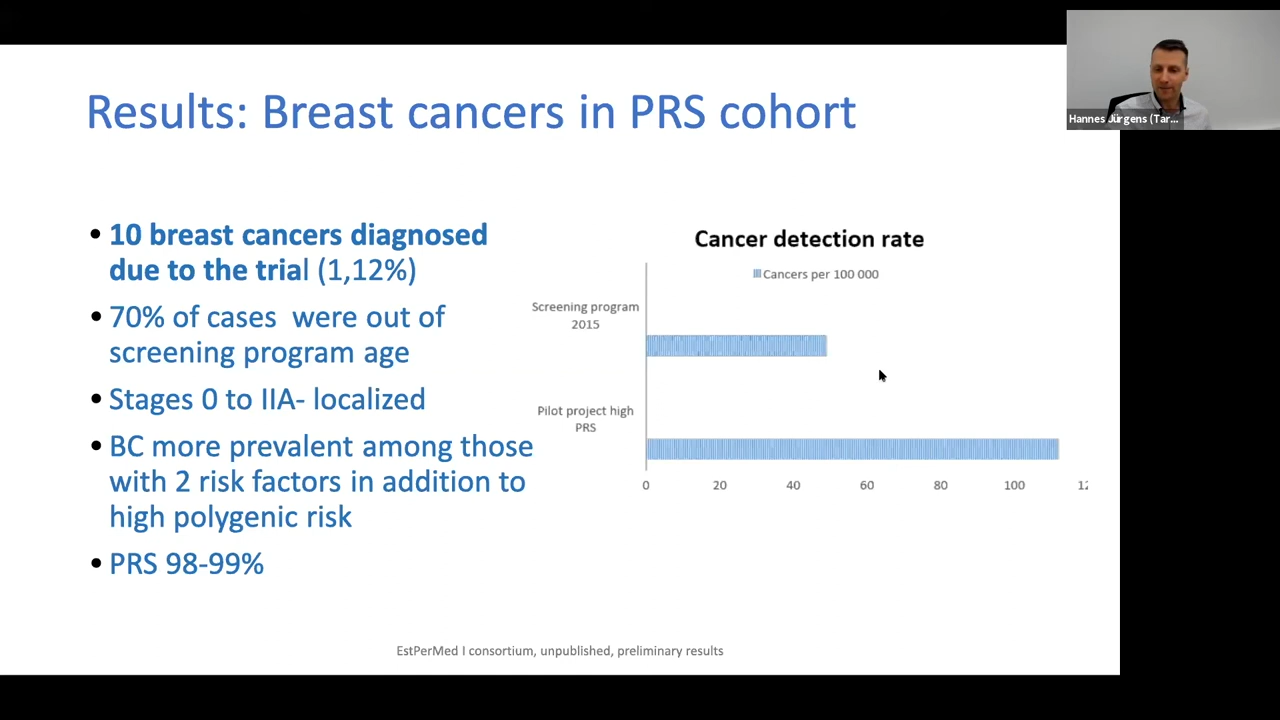 Results: Breast cancers in PRS cohort
Hannes Jürgens (Tar...
• 10 breast cancers diagnosed
due to the trial (1,12%)
• 70% of cases were out of
screening program age
• Stages 0 to IIA- localized
• BC more prevalent among those
with 2 risk factors in addition to
high polygenic risk
• PRS 98-99%
Cancer detection rate
Cancers per 100 000
Screening program
2015
Pilot project high
PRS
0 20 40 60 80 100
EstPerMed I consortium, unpublished, preliminary results